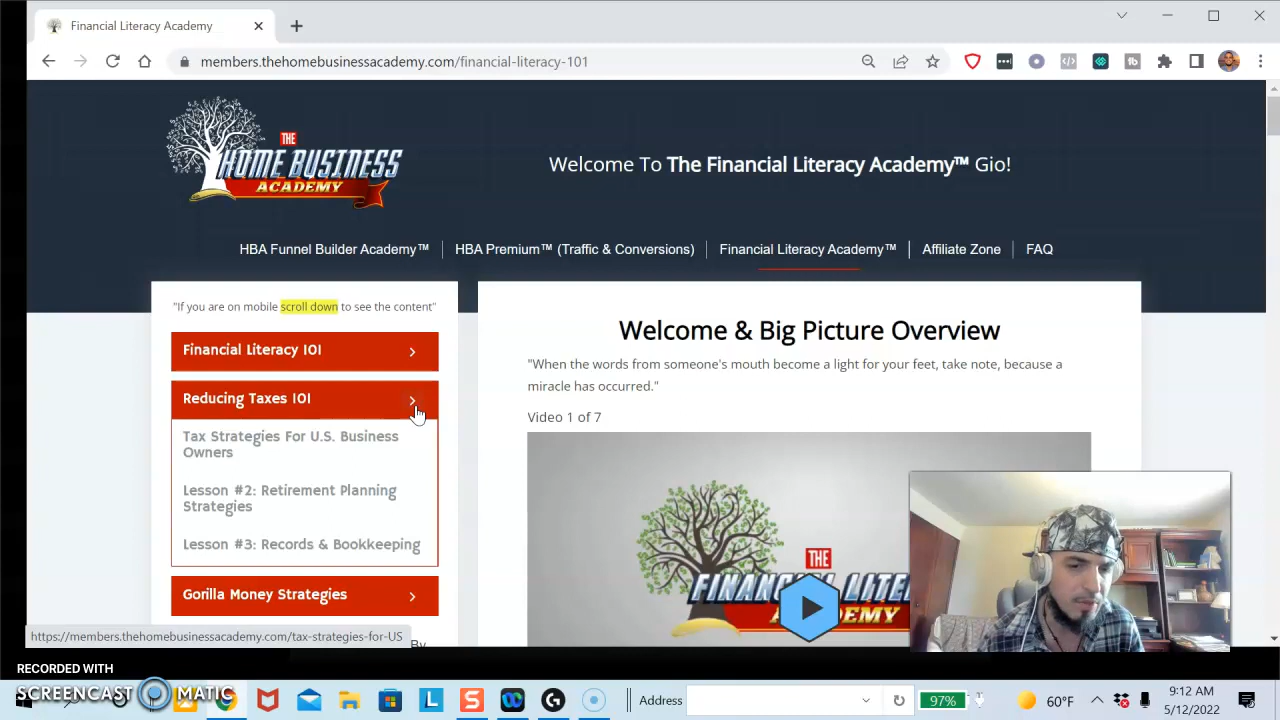 Financial Literacy Academy
members.thehomebusinessacademy.com/financial-literacy-101
THE
HOME BUSINESS
ACADEMY
Welcome To The Financial Literacy Academy™ Gio!
HBA Funnel Builder Academy™
HBA Premium™ (Traffic & Conversions)
Financial Literacy Academy™
Affiliate Zone
FAQ
"If you are on mobile scroll down to see the content"
Financial Literacy 101
Reducing Taxes 101
Tax Strategies For U.S. Business
Owners
Lesson #2: Retirement Planning
Strategies
Lesson #3: Records & Bookkeeping
Gorilla Money Strategies
By
Welcome & Big Picture Overview
"When the words from someone's mouth become a light for your feet, take note, because a
miracle has occurred."
Video 1 of 7
THE
ACADEMY
https://members.thehomebusinessacademy.com/tax-strategies-for-US
RECORDED WITH
SCREENCAST MATIC
Address
97%
60°F
9:12 AM
5/12/2022